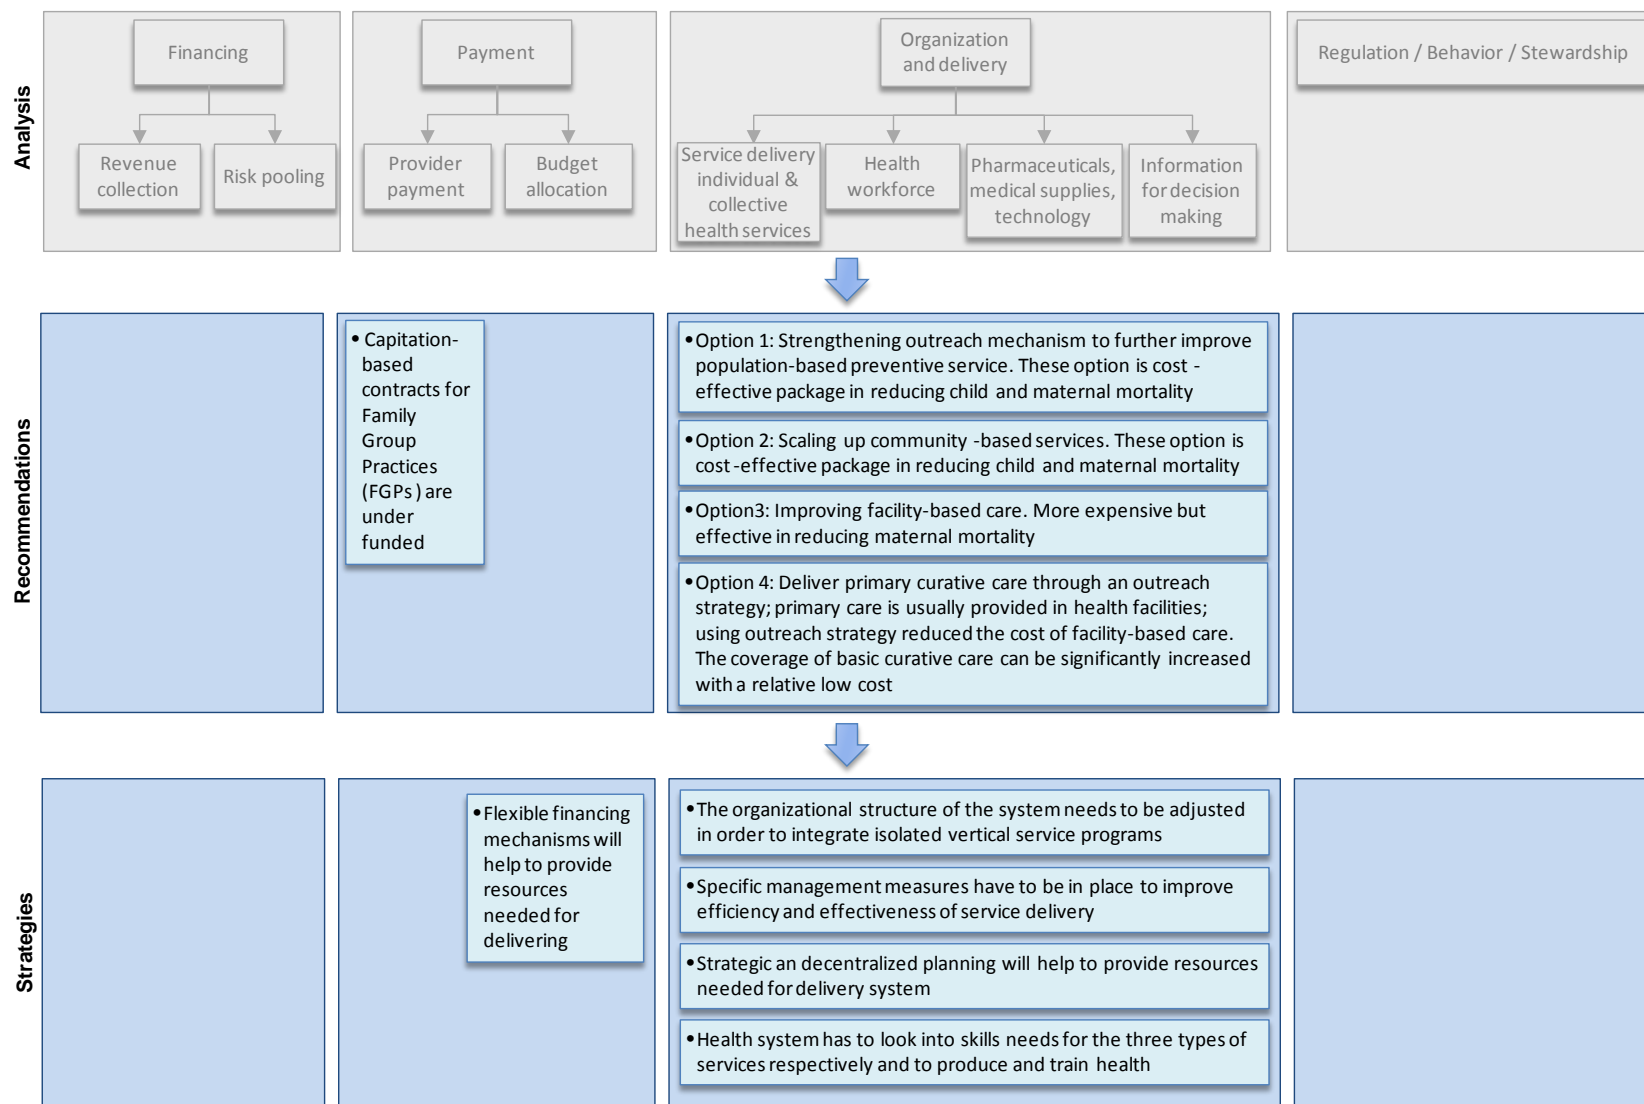 Analysis
Financing
Revenue
collection
Risk pooling
Payment
Provider
payment
Budget
allocation
Organization
and delivery
Service delivery
individual &
collective
health services
Health
workforce
Pharmaceuticals,
medical supplies,
technology
Information
for decision
making
Regulation / Behavior / Stewardship
Recommendations
• Capitation-
based
contracts for
Family
Group
Practices
(FGPs ) are
under
funded
• Option 1: Strengthening outreach mechanism to further improve
population-based preventive service. These option is cost -
effective package in reducing child and maternal mortality
• Option 2: Scaling up community -based services. These option is
cost -effective package in reducing child and maternal mortality
• Option3: Improving facility-based care. More expensive but
effective in reducing maternal mortality
• Option 4: Deliver primary curative care through an outreach
strategy; primary care is usually provided in health facilities;
using outreach strategy reduced the cost of facility-based care.
The coverage of basic curative care can be significantly increased
with a relative low cost
Strategies
• Flexible financing
mechanisms will
help to provide
resources
needed for
delivering
• The organizational structure of the system needs to be adjusted
in order to integrate isolated vertical service programs
• Specific management measures have to be in place to improve
efficiency and effectiveness of service delivery
• Strategic an decentralized planning will help to provide resources
needed for delivery system
• Health system has to look into skills needs for the three types of
services respectively and to produce and train health